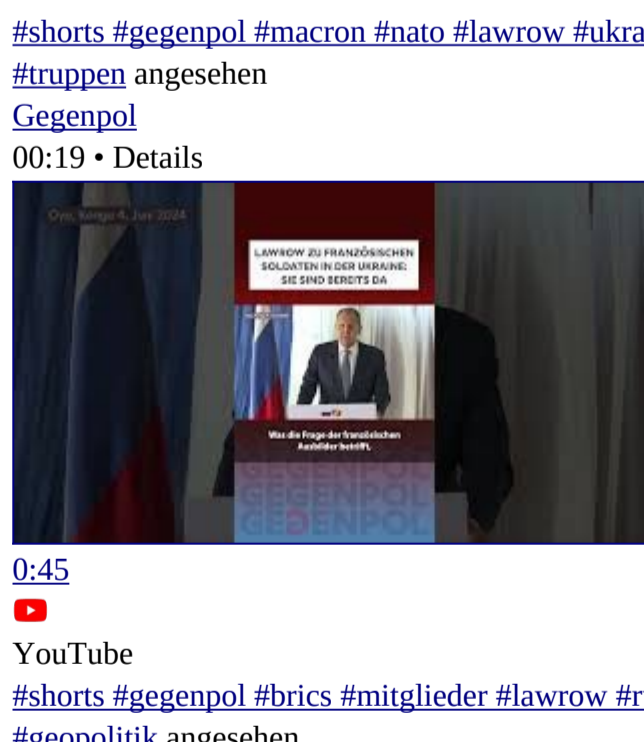 #shorts #gegenpol #macron #nato #lawrow #ukra
#truppen angesehen
Gegenpol
00:19 • Details
Oyo, Kongo 4. Juni 2024
LAWROW ZU FRANZÖSISCHEN
SOLDATEN IN DER UKRAINE:
SIE SIND BEREITS DA
Was die Frage der französischen
Ausbilder betrifft,
GEGENPOL
GEGENPOL
GEGENPOL
0:45
YouTube
#shorts #gegenpol #brics #mitglieder #lawrow #r
#geopolitik angesehen